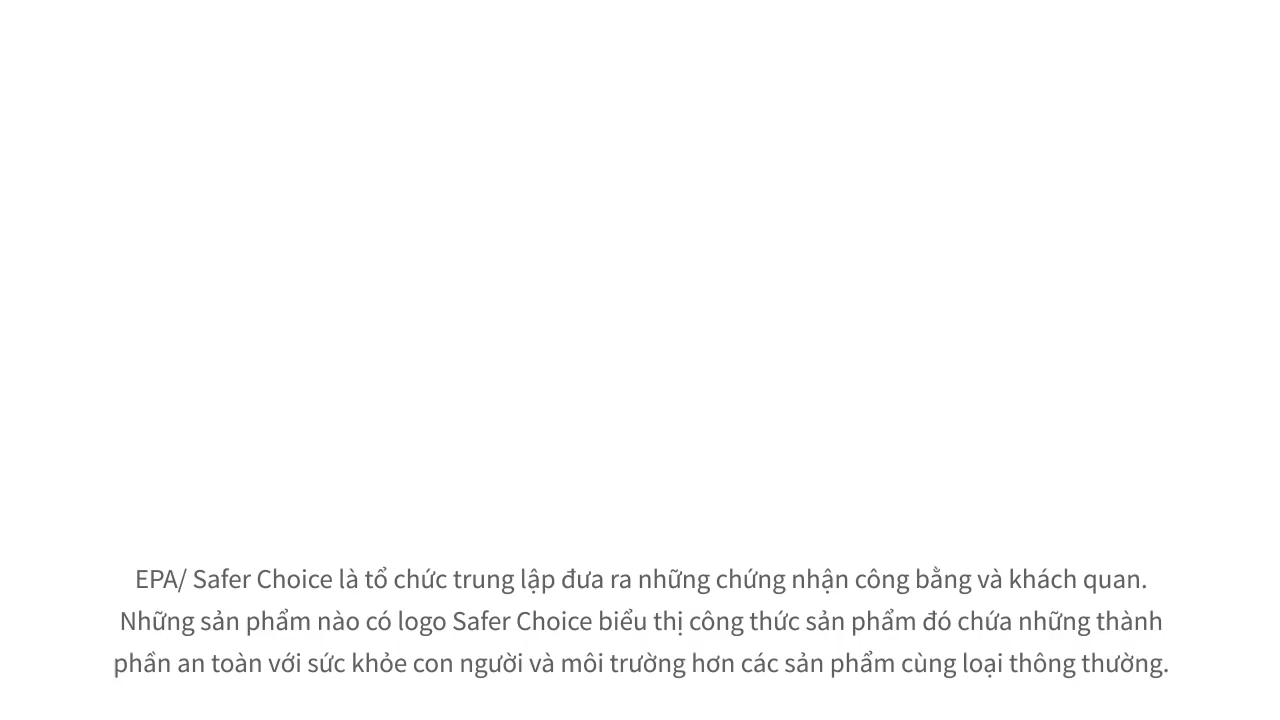 EPA/ Safer Choice là tổ chức trung lập đưa ra những chứng nhận công bằng và khách quan.
Những sản phẩm nào có logo Safer Choice biểu thị công thức sản phẩm đó chứa những thành
phần an toàn với sức khỏe con người và môi trường hơn các sản phẩm cùng loại thông thường.